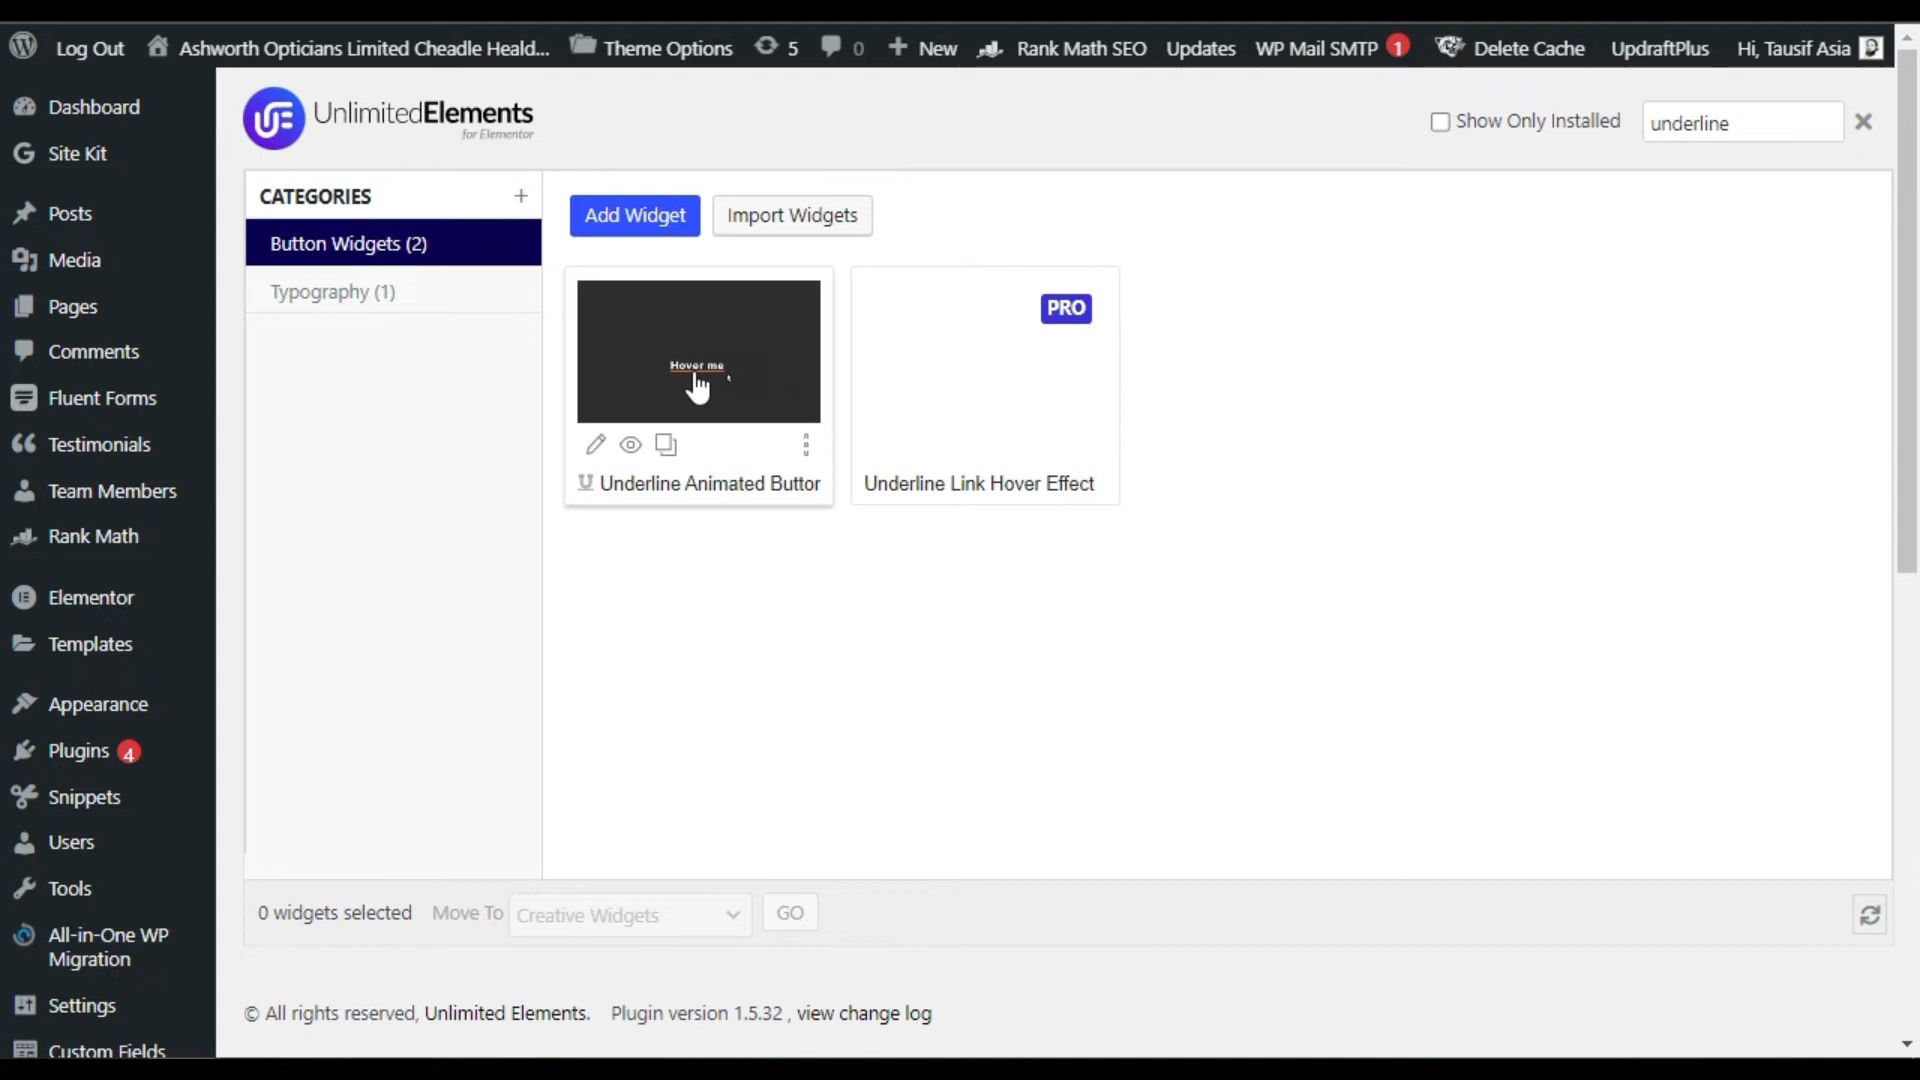 Log Out
Ashworth Opticians Limited Cheadle Heald...
Theme Options
5
0
New
Rank Math SEO
Updates
WP Mail SMTP 1
Delete Cache
UpdraftPlus
Hi, Tausif Asia
Dashboard
Site Kit
Posts
Media
Pages
Comments
Fluent Forms
Testimonials
Team Members
Rank Math
Elementor
Templates
Appearance
Plugins 4
Snippets
Users
Tools
All-in-One WP
Migration
Settings
Custom Fields
UnlimitedElements
for Elementor
Show Only Installed
underline
CATEGORIES +
Button Widgets (2)
Typography (1)
Add Widget
Import Widgets
Hover me
Underline Animated Buttor
PRO
Underline Link Hover Effect
0 widgets selected
Move To
Creative Widgets
GO
© All rights reserved, Unlimited Elements. Plugin version 1.5.32 , view change log